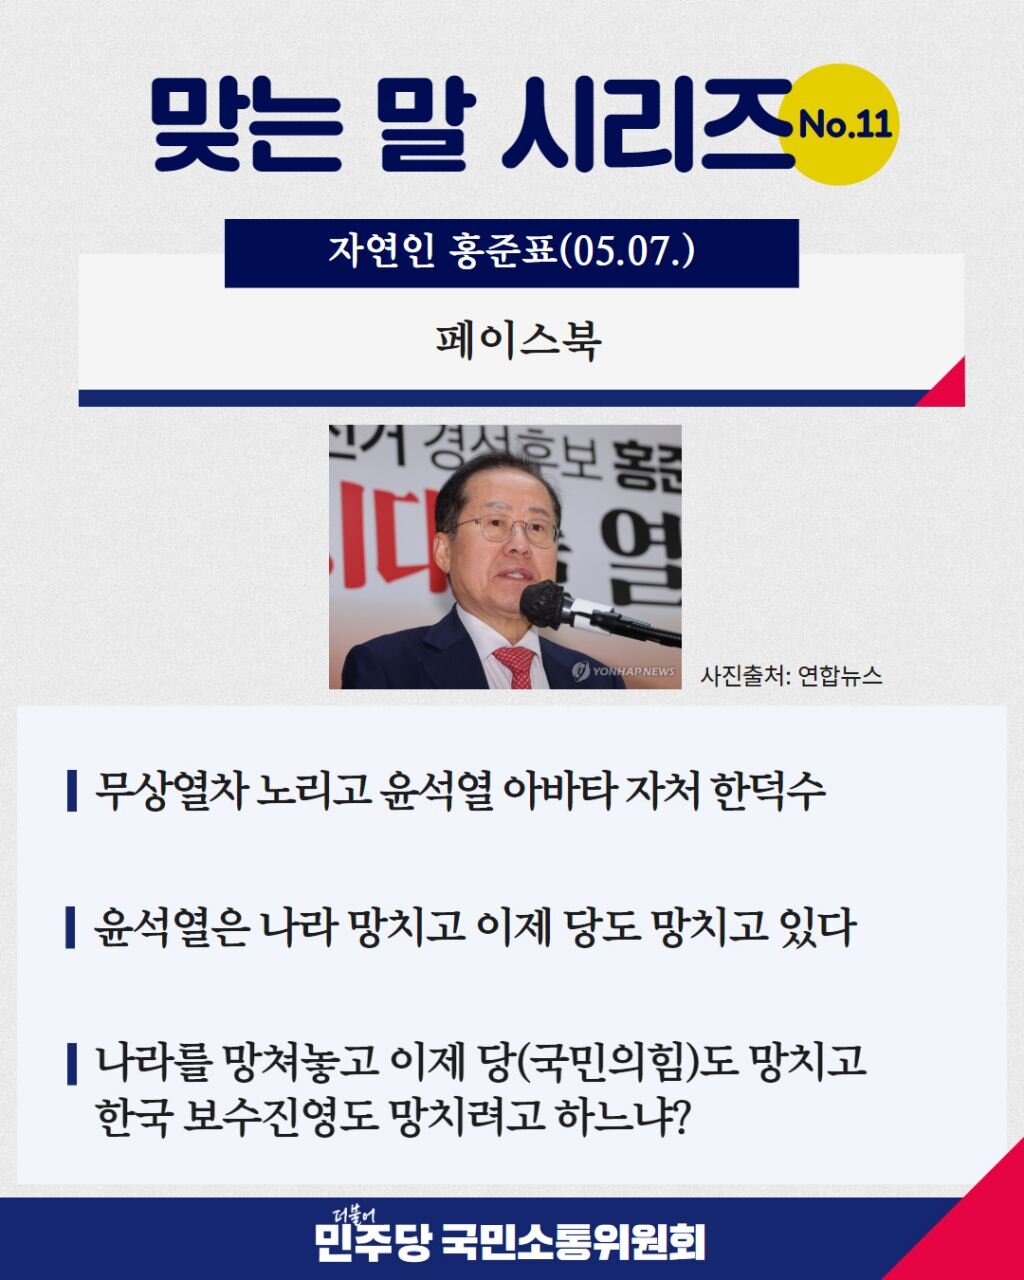 맞는 말 시리즈 No.11
자연인 홍준표(05.07.)
페이스북
경선후보 홍준
시대 열
YONHAP NEWS
사진출처: 연합뉴스
무상열차 노리고 윤석열 아바타 자처 한덕수
윤석열은 나라 망치고 이제 당도 망치고 있다
나라를 망쳐놓고 이제 당(국민의힘)도 망치고
한국 보수진영도 망치려고 하느냐?
더불어
민주당 국민소통위원회